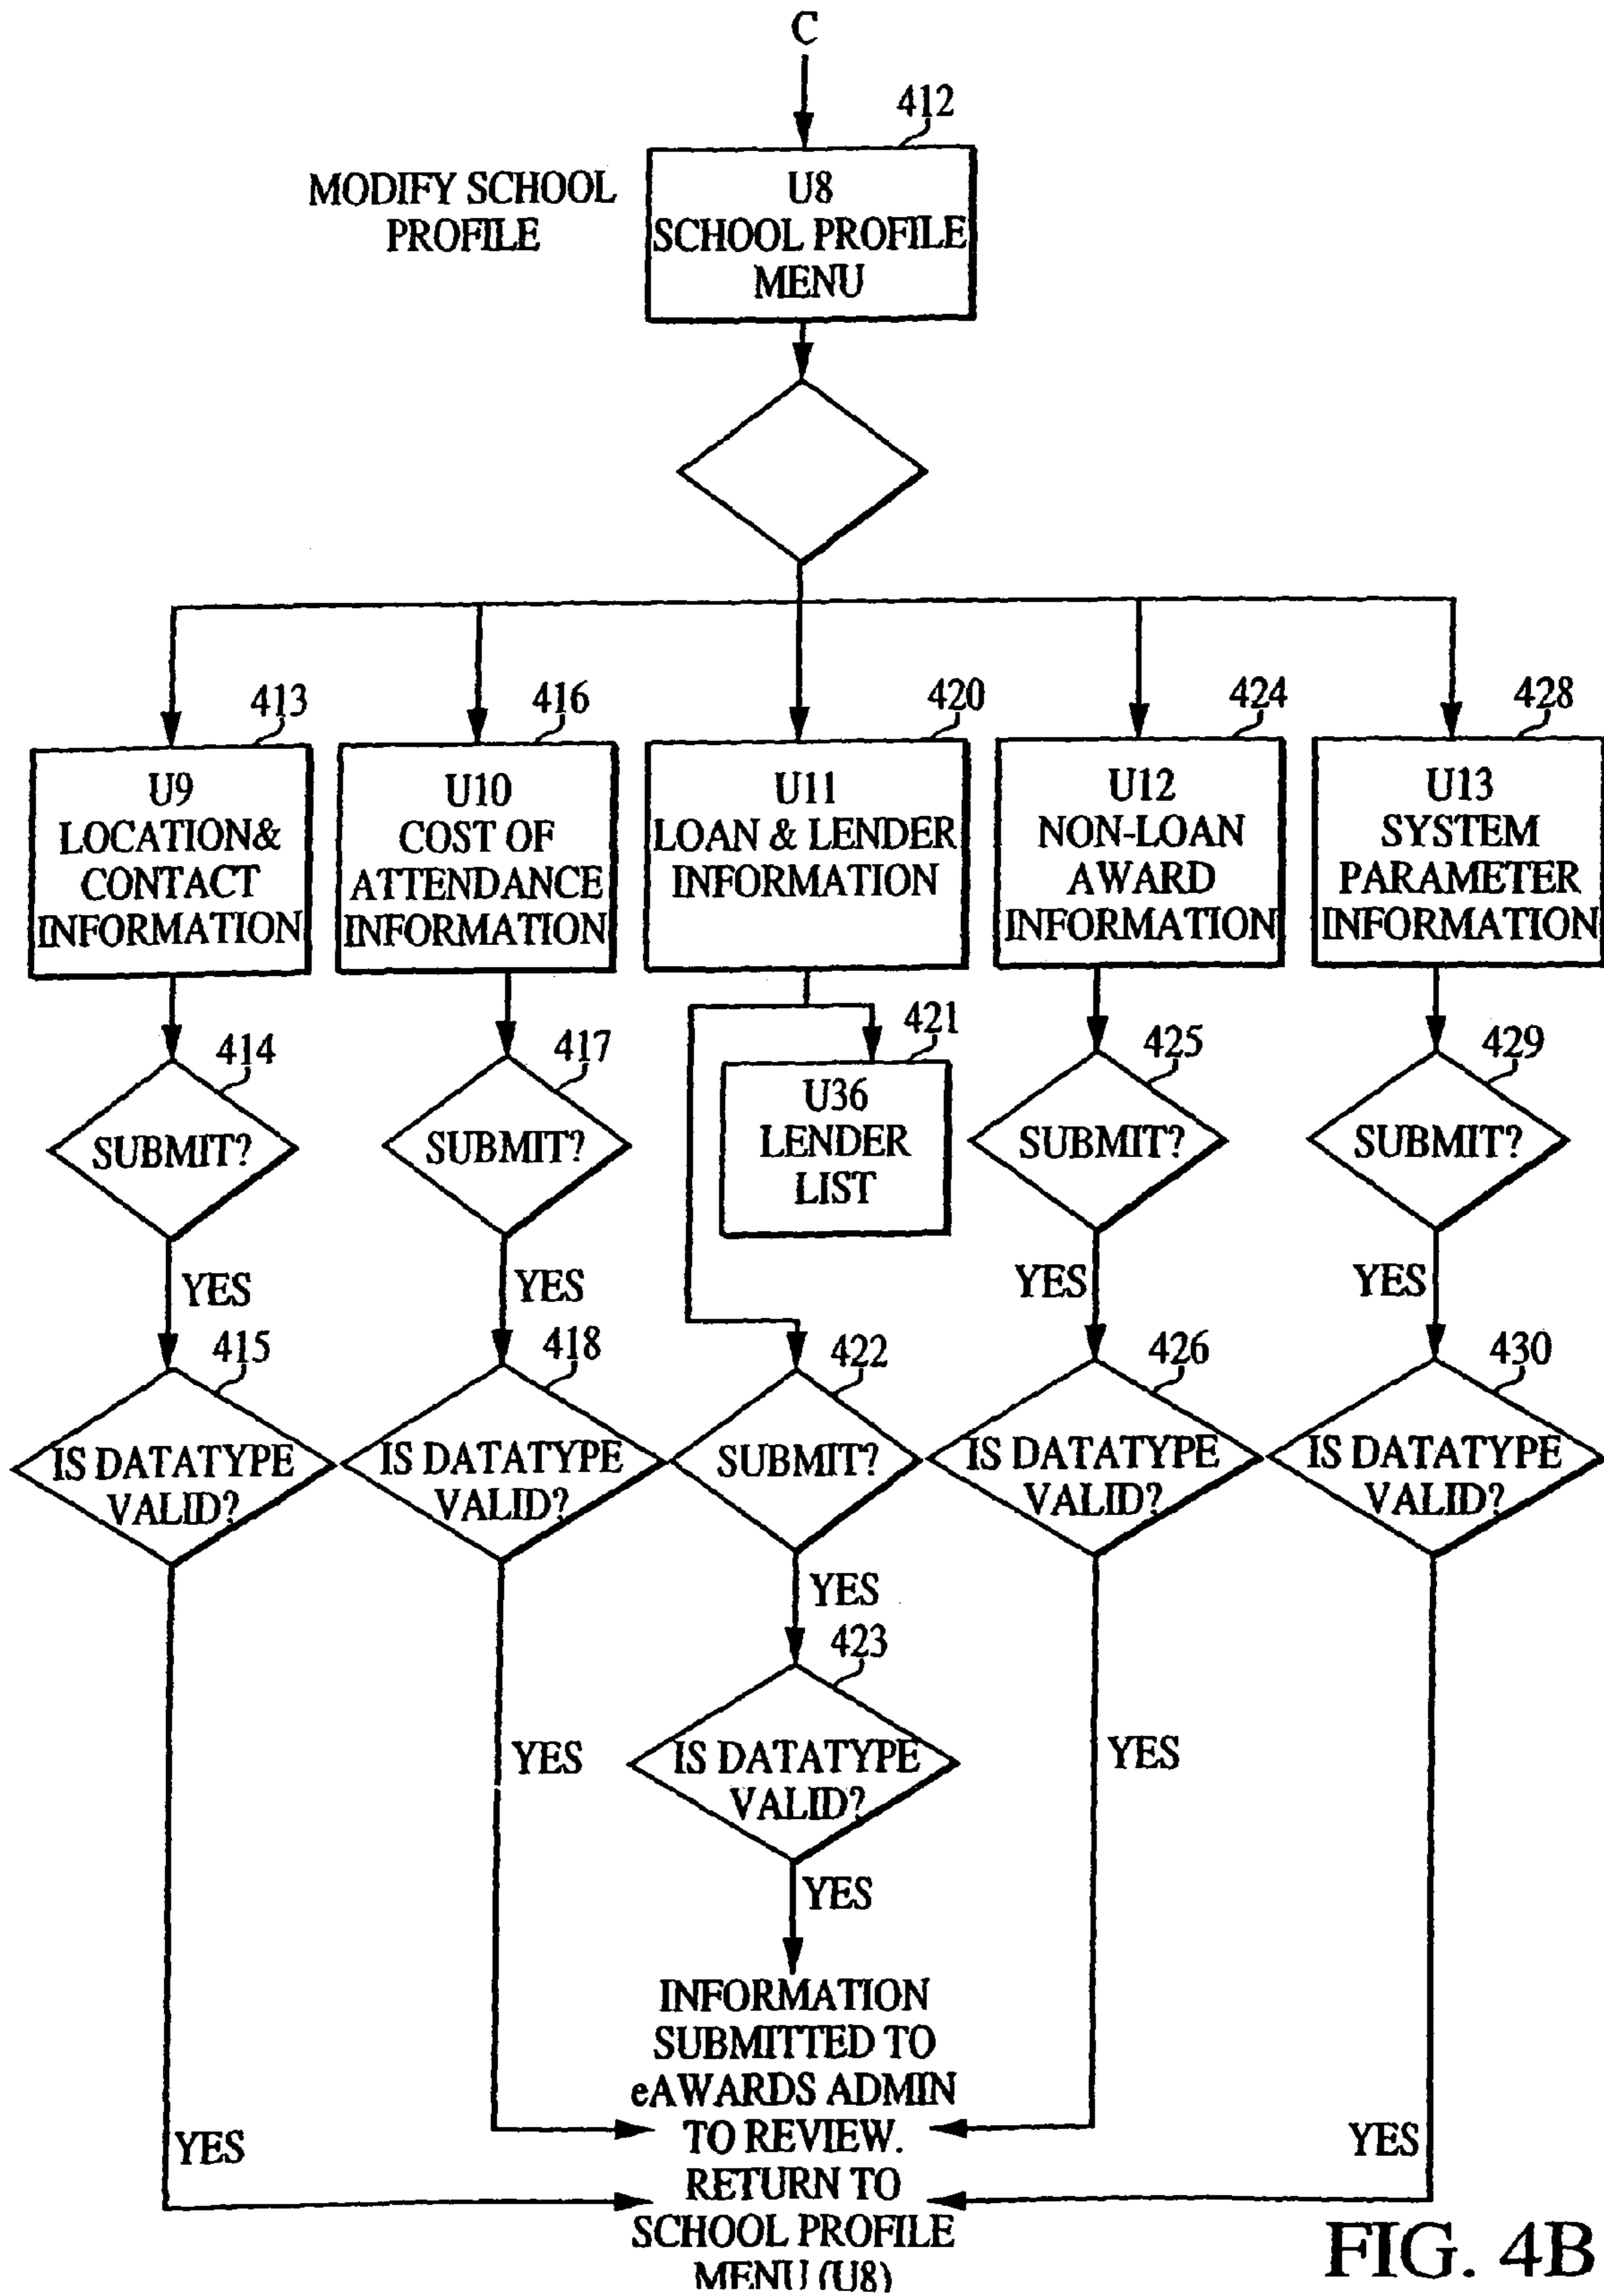 C
412
MODIFY SCHOOL
PROFILE
U8
SCHOOL PROFILE
MENU
413
416
420
424
428
U9
LOCATION&
CONTACT
INFORMATION
U10
COST OF
ATTENDANCE
INFORMATION
U11
LOAN & LENDER
INFORMATION
U12
NON-LOAN
AWARD
INFORMATION
U13
SYSTEM
PARAMETER
INFORMATION
414
SUBMIT?
YES
417
SUBMIT?
YES
421
U36
LENDER
LIST
425
SUBMIT?
YES
429
SUBMIT?
YES
415
IS DATATYPE
VALID?
418
IS DATATYPE
VALID?
422
SUBMIT?
YES
426
IS DATATYPE
VALID?
430
IS DATATYPE
VALID?
423
IS DATATYPE
VALID?
YES
YES
YES
YES
YES
INFORMATION
SUBMITTED TO
eAWARDS ADMIN
TO REVIEW.
RETURN TO
SCHOOL PROFILE
MENU (U8)
FIG. 4B